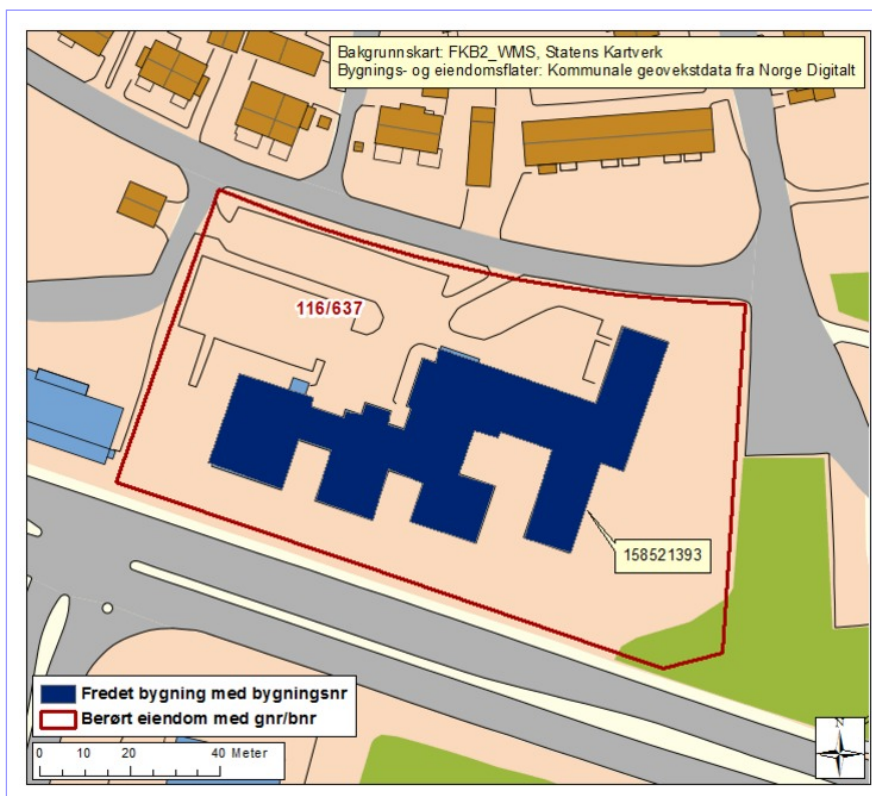 Bakgrunnskart: FKB2_WMS, Statens Kartverk
Bygnings- og eiendomsflater: Kommunale geovekstdata fra Norge Digitalt
116/637
158521393
Fredet bygning med bygningsnr
Berørt eiendom med gnr/bnr
0 10 20 40 Meter
N